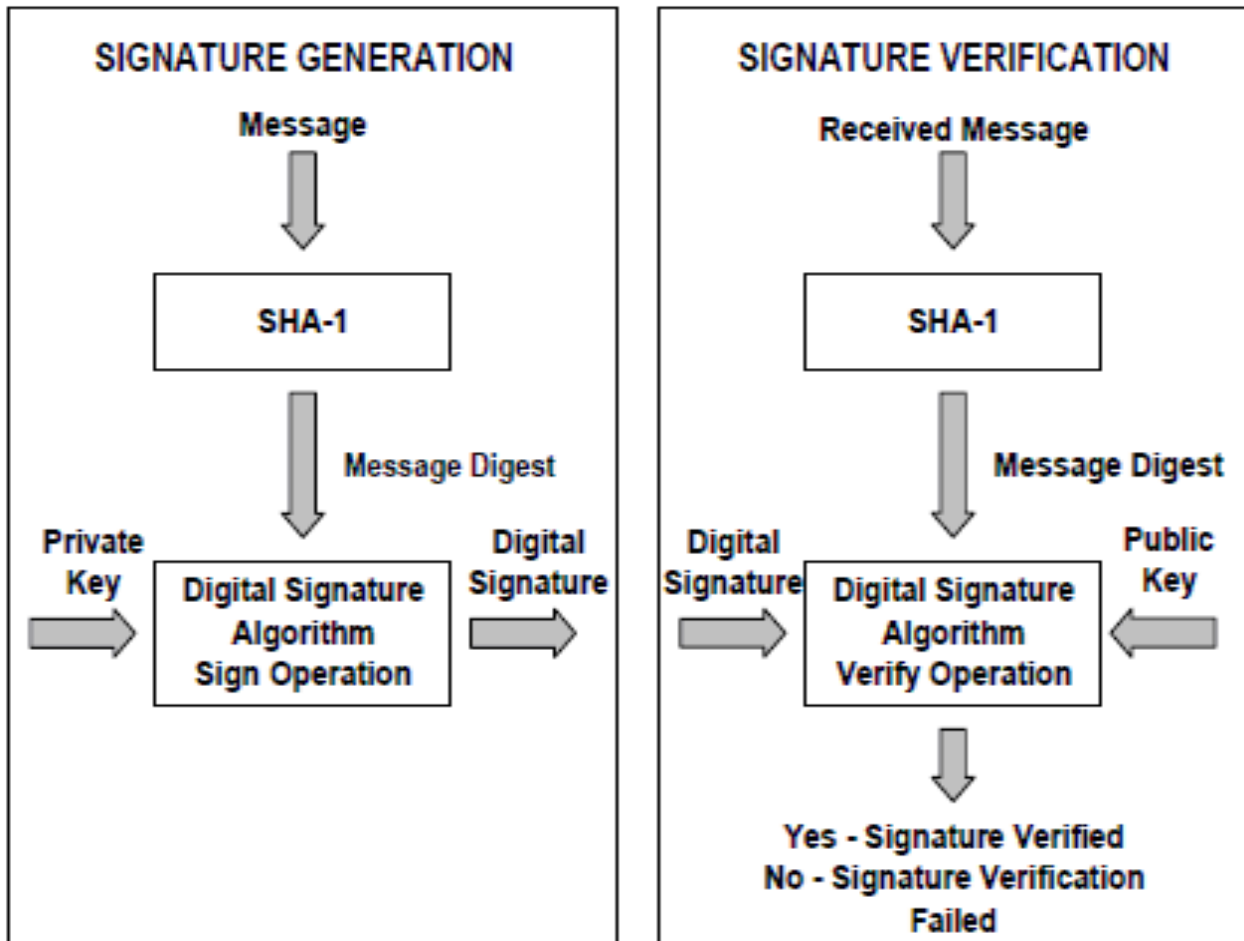 SIGNATURE GENERATION
Message
SHA-1
Message Digest
Private
Key
Digital Signature
Algorithm
Sign Operation
Digital
Signature
SIGNATURE VERIFICATION
Received Message
SHA-1
Message Digest
Digital
Signature
Digital Signature
Algorithm
Verify Operation
Public
Key
Yes - Signature Verified
No - Signature Verification
Failed